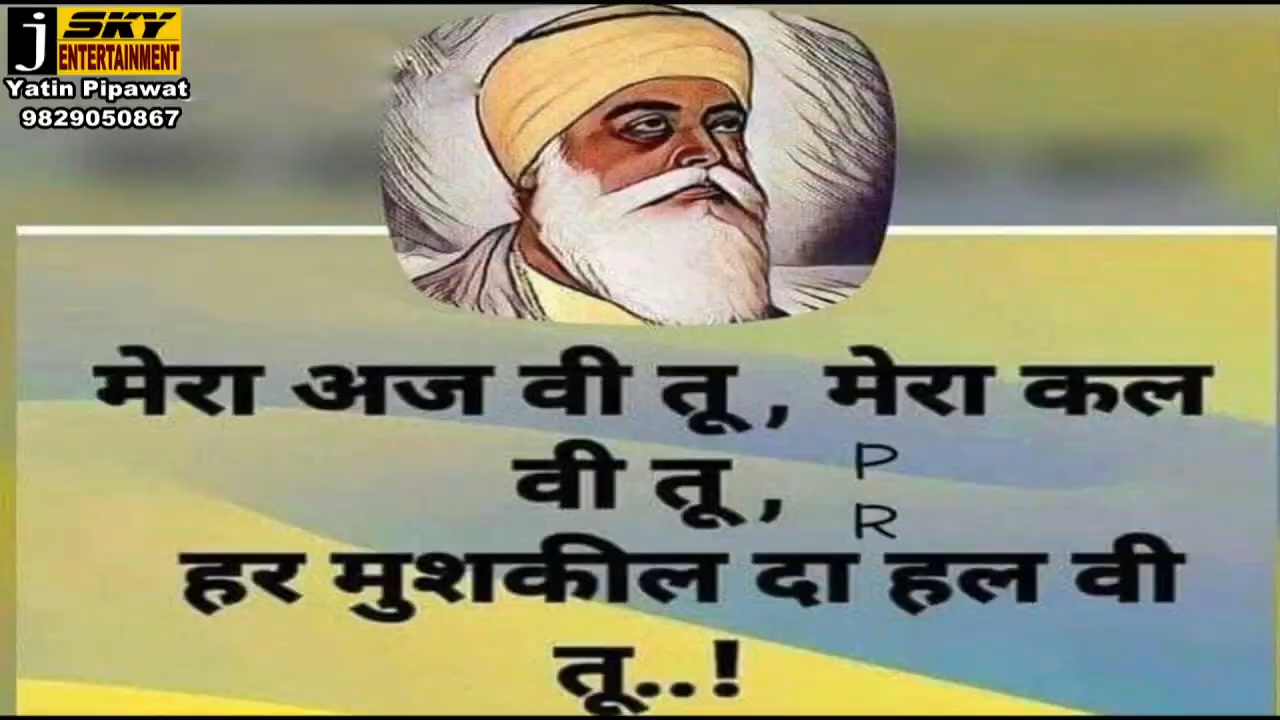 j SKY
ENTERTAINMENT
Yatin Pipawat
9829050867
मेरा अज वी तू , मेरा कल
वी तू ,
P
R
हर मुशकील दा हल वी
तू..!